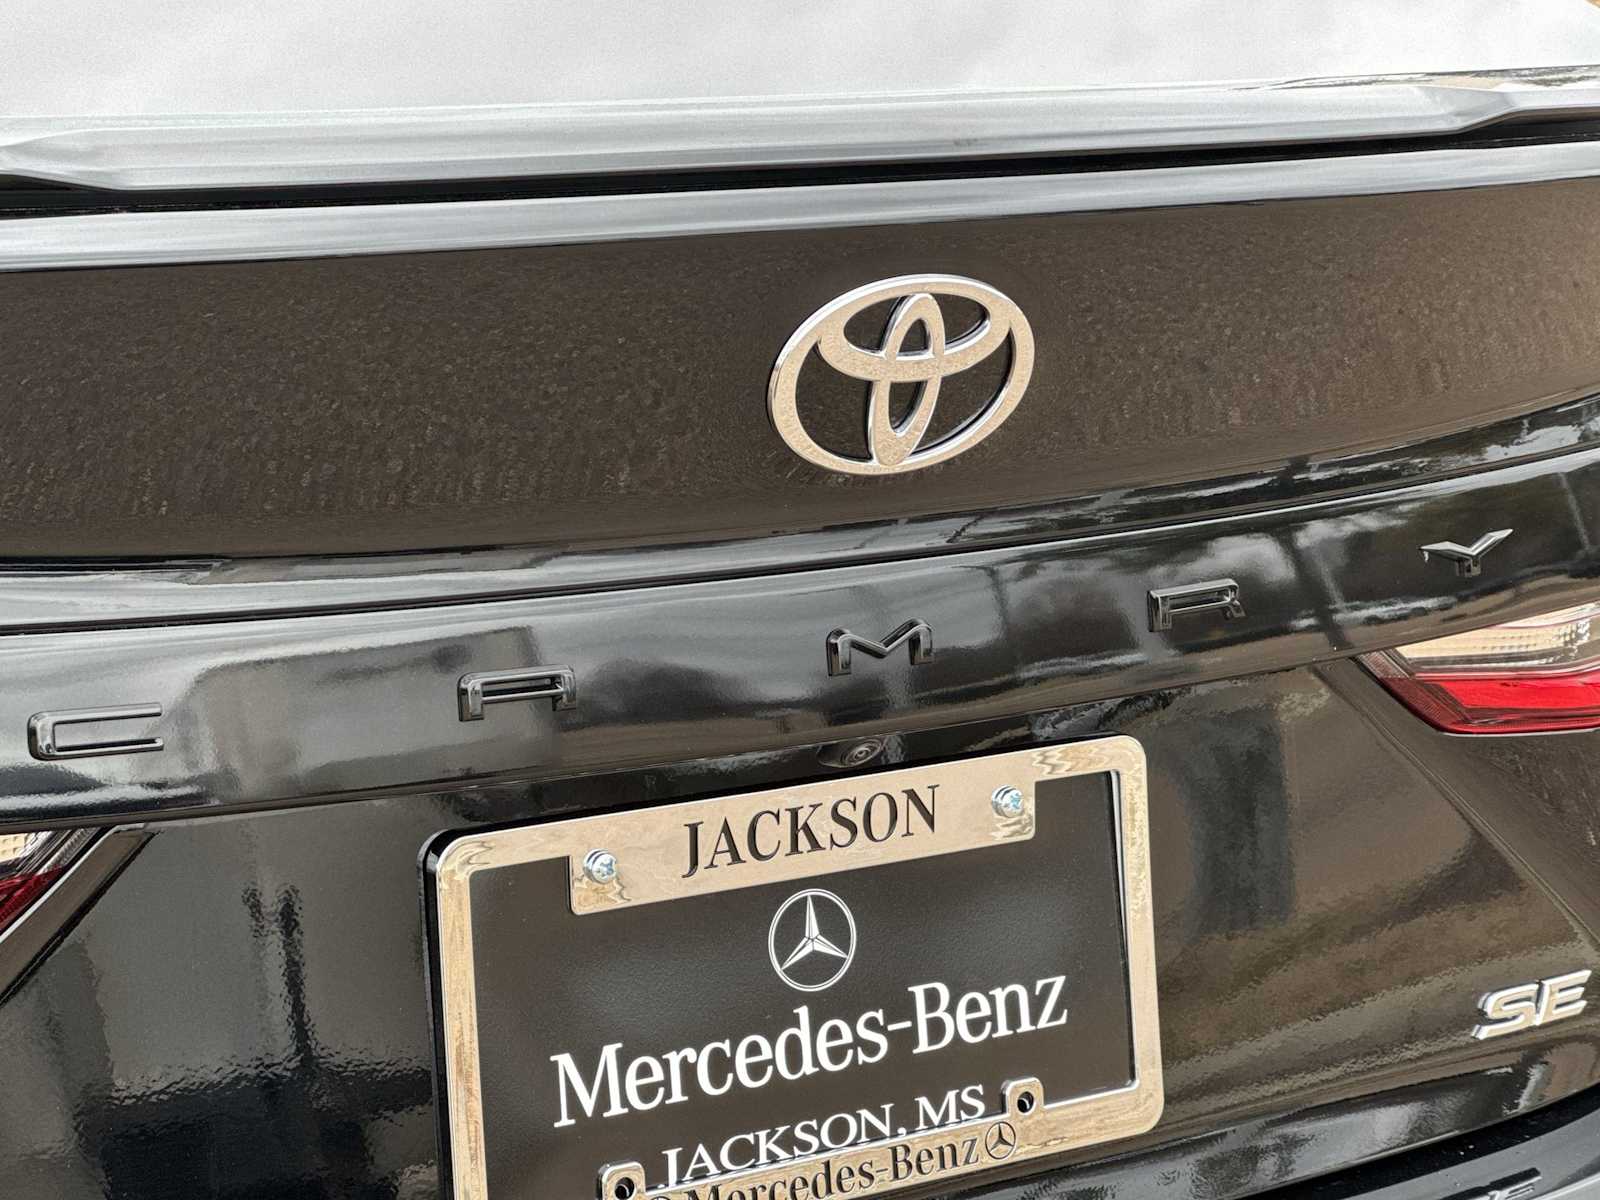 CAMRY
JACKSON
Mercedes-Benz
JACKSON, MS
Mercedes-Benz
SE